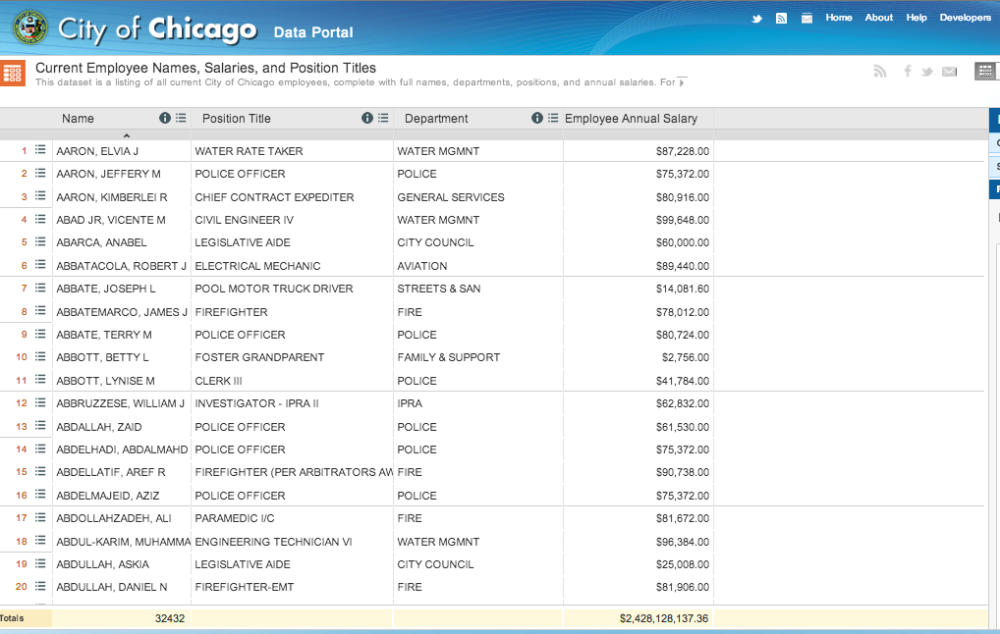 City of Chicago Data Portal Home About Help Developers
Current Employee Names, Salaries, and Position Titles
This dataset is a listing of all current City of Chicago employees, complete with full names, departments, positions, and annual salaries. For
Name Position Title Department Employee Annual Salary
1 AARON, ELVIA J WATER RATE TAKER WATER MGMNT $87,228.00
2 AARON, JEFFERY M POLICE OFFICER POLICE $75,372.00
3 AARON, KIMBERLEI R CHIEF CONTRACT EXPEDITER GENERAL SERVICES $80,916.00
4 ABAD JR, VICENTE M CIVIL ENGINEER IV WATER MGMNT $99,648.00
5 ABARCA, ANABEL LEGISLATIVE AIDE CITY COUNCIL $60,000.00
6 ABBATACOLA, ROBERT J ELECTRICAL MECHANIC AVIATION $89,440.00
7 ABBATE, JOSEPH L POOL MOTOR TRUCK DRIVER STREETS & SAN $14,081.60
8 ABBATEMARCO, JAMES J FIREFIGHTER FIRE $78,012.00
9 ABBATE, TERRY M POLICE OFFICER POLICE $80,724.00
10 ABBOTT, BETTY L FOSTER GRANDPARENT FAMILY & SUPPORT $2,756.00
11 ABBOTT, LYNISE M CLERK III POLICE $41,784.00
12 ABBRUZZESE, WILLIAM J INVESTIGATOR - IPRA II IPRA $62,832.00
13 ABDALLAH, ZAID POLICE OFFICER POLICE $61,530.00
14 ABDELHADI, ABDALMAHD POLICE OFFICER POLICE $75,372.00
15 ABDELLATIF, AREF R FIREFIGHTER (PER ARBITRATORS AW FIRE $90,738.00
16 ABDELMAJEID, AZIZ POLICE OFFICER POLICE $75,372.00
17 ABDOLLAHZADEH, ALI PARAMEDIC I/C FIRE $81,672.00
18 ABDUL-KARIM, MUHAMMA ENGINEERING TECHNICIAN VI WATER MGMNT $96,384.00
19 ABDULLAH, ASKIA LEGISLATIVE AIDE CITY COUNCIL $25,008.00
20 ABDULLAH, DANIEL N FIREFIGHTER-EMT FIRE $81,906.00
Totals 32432 $2,428,128,137.36